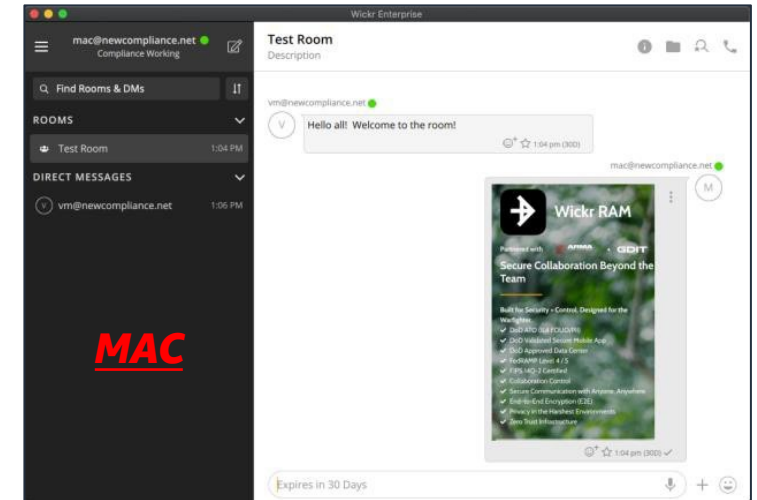 Wickr Enterprise
mac@newcompliance.net
Compliance Working
Find Rooms & DMs
ROOMS
Test Room 1:04 PM
DIRECT MESSAGES
V vm@newcompliance.net 1:06 PM
MAC
Test Room
Description
vm@newcompliance.net
V Hello all! Welcome to the room!
1:04 pm (30D)
mac@newcompliance.net
M
Wickr RAM
Partnered with ARMA + GDIT
Secure Collaboration Beyond the
Team
Built for Security + Control, Designed for the
Warfighter.
DoD Validated Secure Mobile App
DoD Approved Data Center
FedRAMP Level 4 / 5
FIPS 140-2 Certified
Collaboration Control
Secure Communication with Anyone, Anywhere
End-to-End Encryption (E2E)
Privacy in the Harshest Environments
Zero Trust Infrastructure
1:04 pm (30D)
Expires in 30 Days